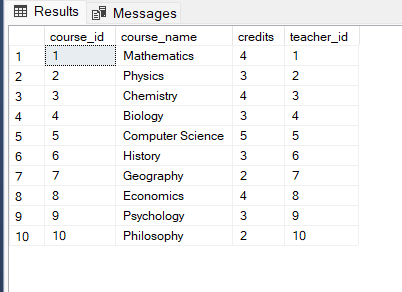 Results Messages
course_id course_name credits teacher_id
1 1 Mathematics 4 1
2 2 Physics 3 2
3 3 Chemistry 4 3
4 4 Biology 3 4
5 5 Computer Science 5 5
6 6 History 3 6
7 7 Geography 2 7
8 8 Economics 4 8
9 9 Psychology 3 9
10 10 Philosophy 2 10